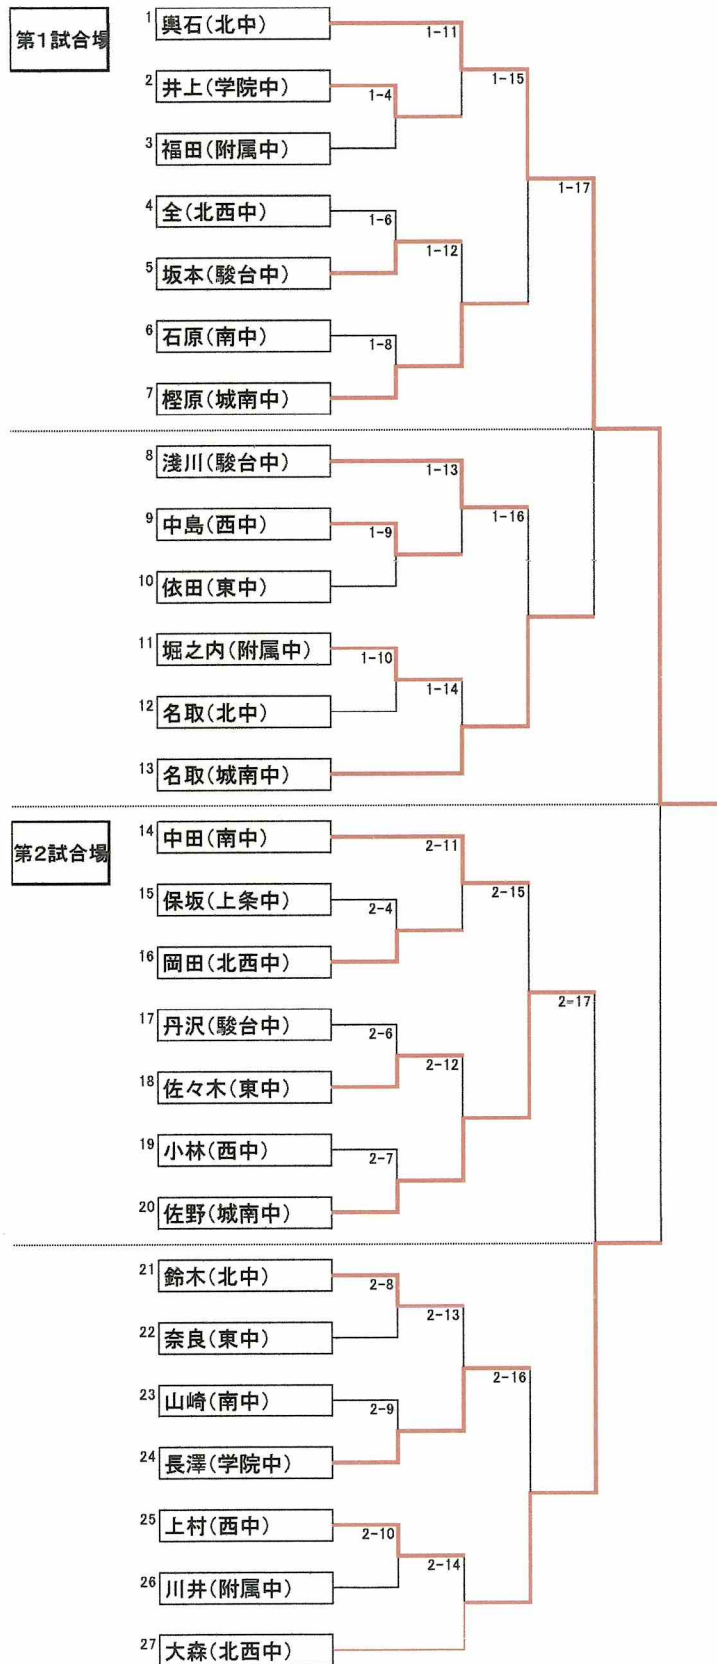 第1試合場
1 輿石(北中)
1-11
2 井上(学院中)
1-4
1-15
3 福田(附属中)
1-17
4 全(北西中)
1-6
1-12
5 坂本(駿台中)
6 石原(南中)
1-8
7 樫原(城南中)
8 淺川(駿台中)
1-13
9 中島(西中)
1-9
1-16
10 依田(東中)
11 堀之内(附属中)
1-10
1-14
12 名取(北中)
13 名取(城南中)
第2試合場
14 中田(南中)
2-11
15 保坂(上条中)
2-4
2-15
16 岡田(北西中)
2=17
17 丹沢(駿台中)
2-6
2-12
18 佐々木(東中)
19 小林(西中)
2-7
20 佐野(城南中)
21 鈴木(北中)
2-8
2-13
22 奈良(東中)
2-16
23 山崎(南中)
2-9
24 長澤(学院中)
25 上村(西中)
2-10
2-14
26 川井(附属中)
27 大森(北西中)